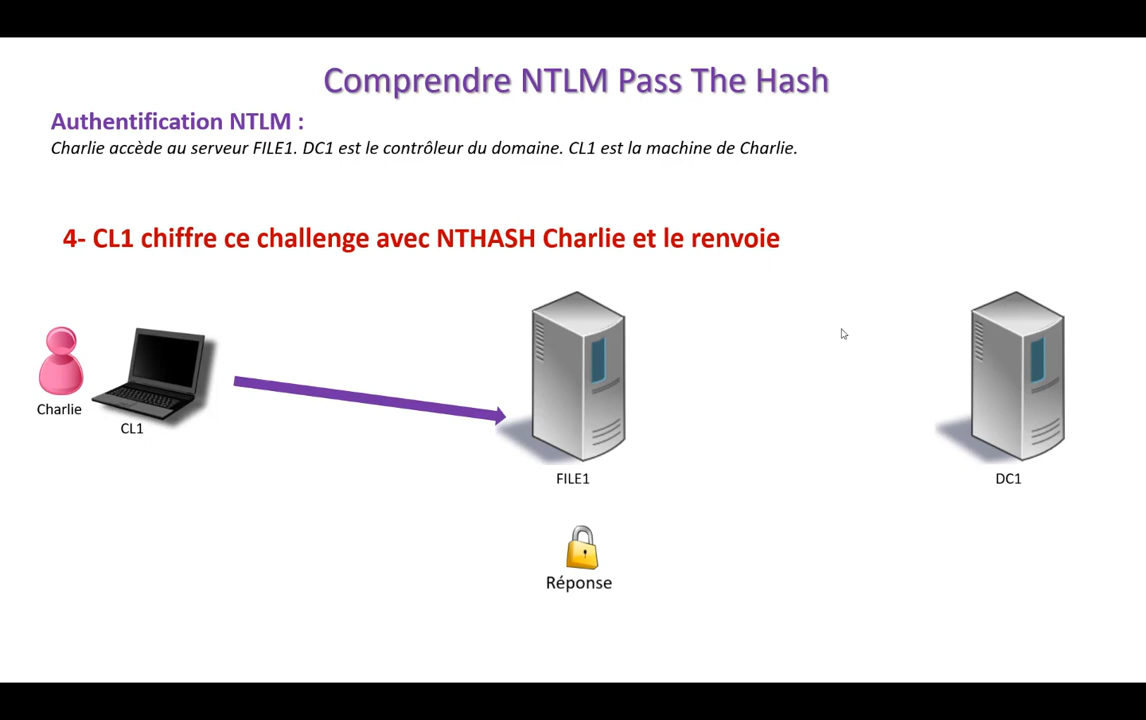 Comprendre NTLM Pass The Hash
Authentification NTLM :
Charlie accède au serveur FILE1. DC1 est le contrôleur du domaine. CL1 est la machine de Charlie.
4- CL1 chiffre ce challenge avec NTHASH Charlie et le renvoie
Charlie
CL1
FILE1
DC1
Réponse